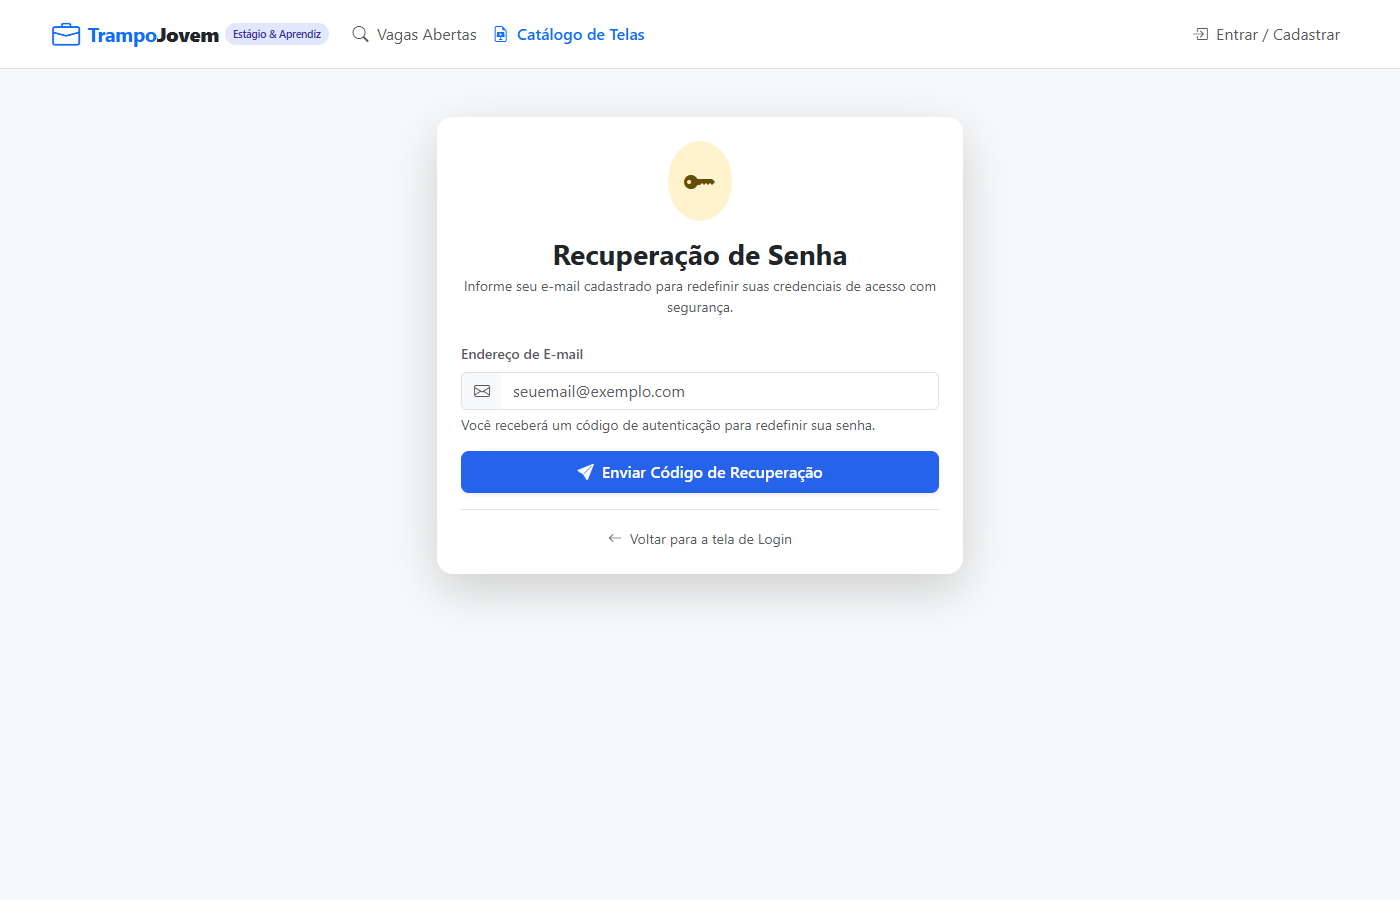 TrampoJovem Estágio & Aprendiz Vagas Abertas Catálogo de Telas Entrar / Cadastrar
Recuperação de Senha
Informe seu e-mail cadastrado para redefinir suas credenciais de acesso com
segurança.
Endereço de E-mail
seuemail@exemplo.com
Você receberá um código de autenticação para redefinir sua senha.
Enviar Código de Recuperação
Voltar para a tela de Login